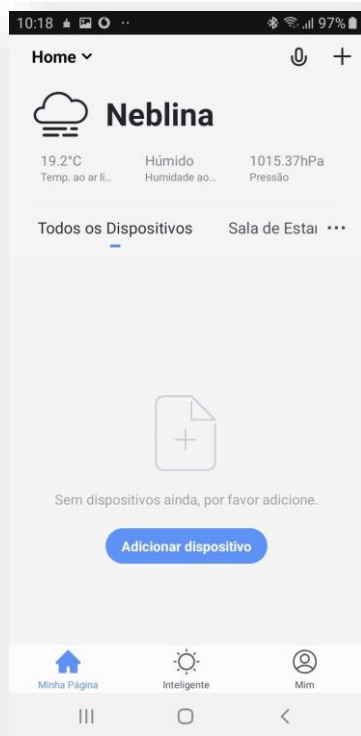 10:18 97%
Home
Neblina
19.2°C Húmido 1015.37hPa
Temp. ao ar li... Humidade ao... Pressão
Todos os Dispositivos Sala de Estar
Sem dispositivos ainda, por favor adicione.
Adicionar dispositivo
Minha Página Inteligente Mim